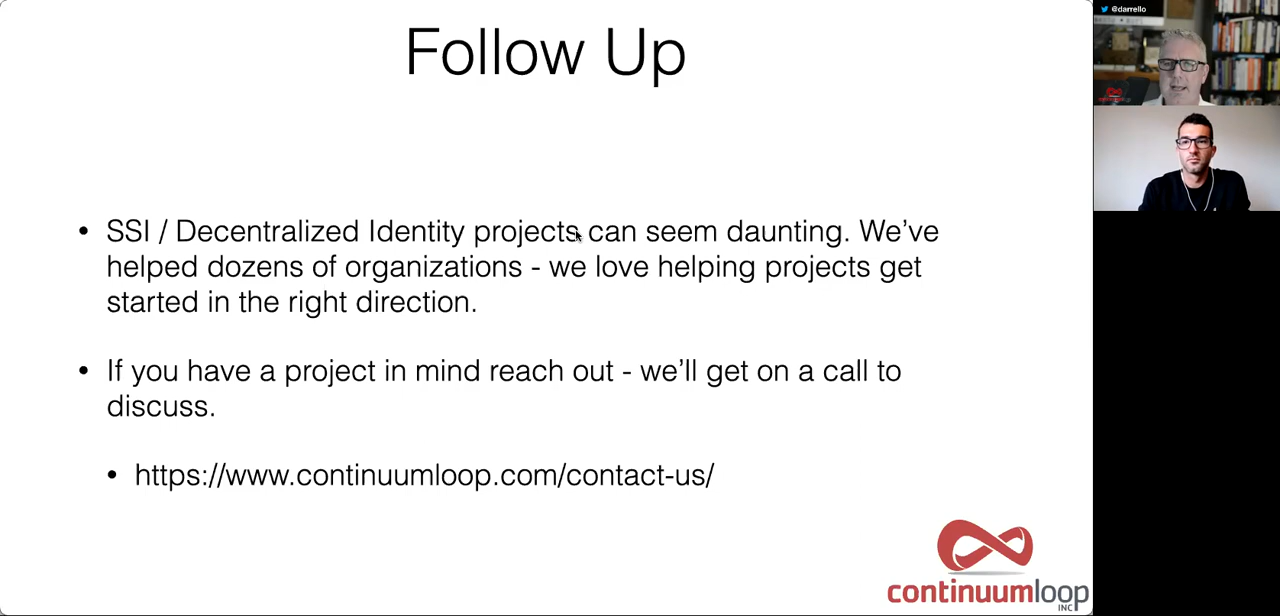 Follow Up
@darrello
• SSI / Decentralized Identity projects can seem daunting. We’ve
helped dozens of organizations - we love helping projects get
started in the right direction.
• If you have a project in mind reach out - we’ll get on a call to
discuss.
• https://www.continuumloop.com/contact-us/
continuumloop
INC